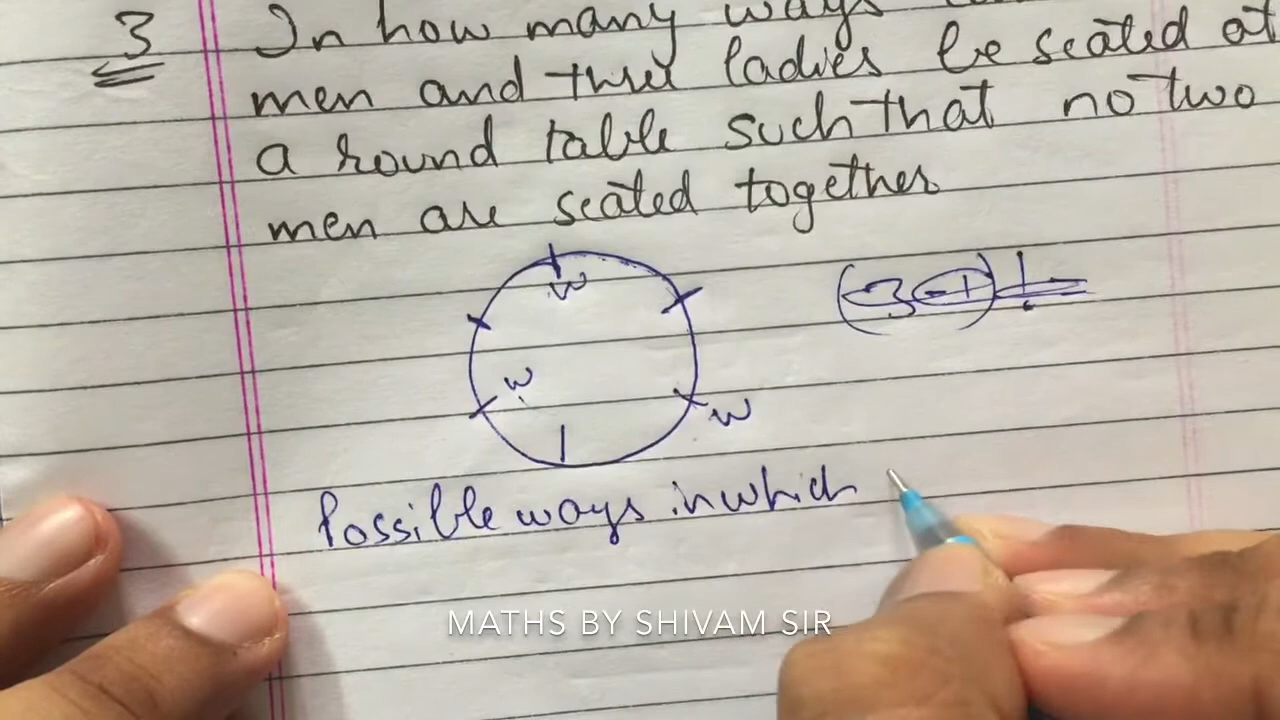 3
In how many ways
men and three ladies be seated at
a round table such that no two
men are seated together
W
(3-1)!
W
W
Possible ways in which
MATHS BY SHIVAM SIR